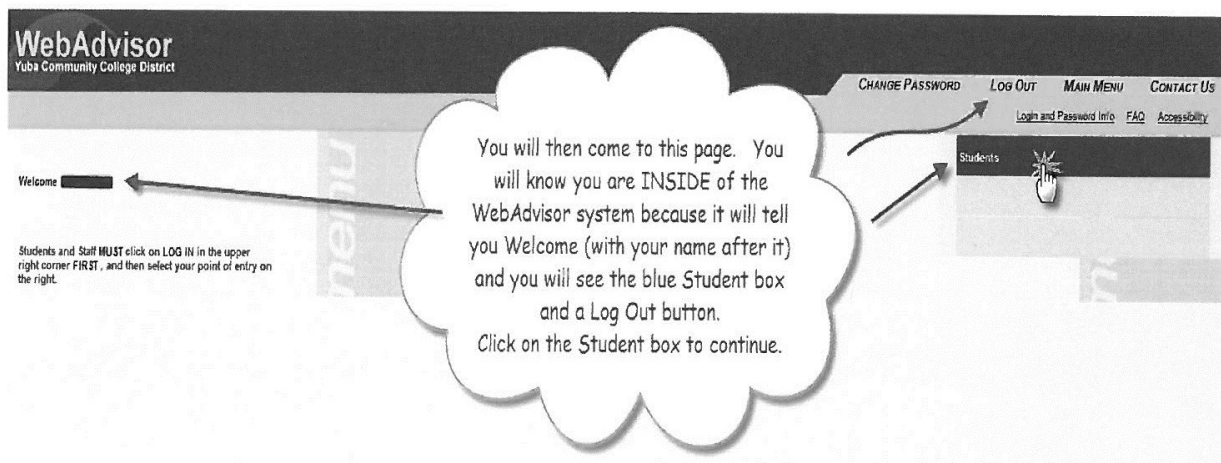 WebAdvisor
Yuba Community College District
CHANGE PASSWORD LOG OUT MAIN MENU CONTACT US
Login and Password Info FAQ Accessibility
Students
Welcome
Students and Staff MUST click on LOG IN in the upper
right corner FIRST , and then select your point of entry on
the right.
menu
You will then come to this page. You
will know you are INSIDE of the
WebAdvisor system because it will tell
you Welcome (with your name after it)
and you will see the blue Student box
and a Log Out button.
Click on the Student box to continue.